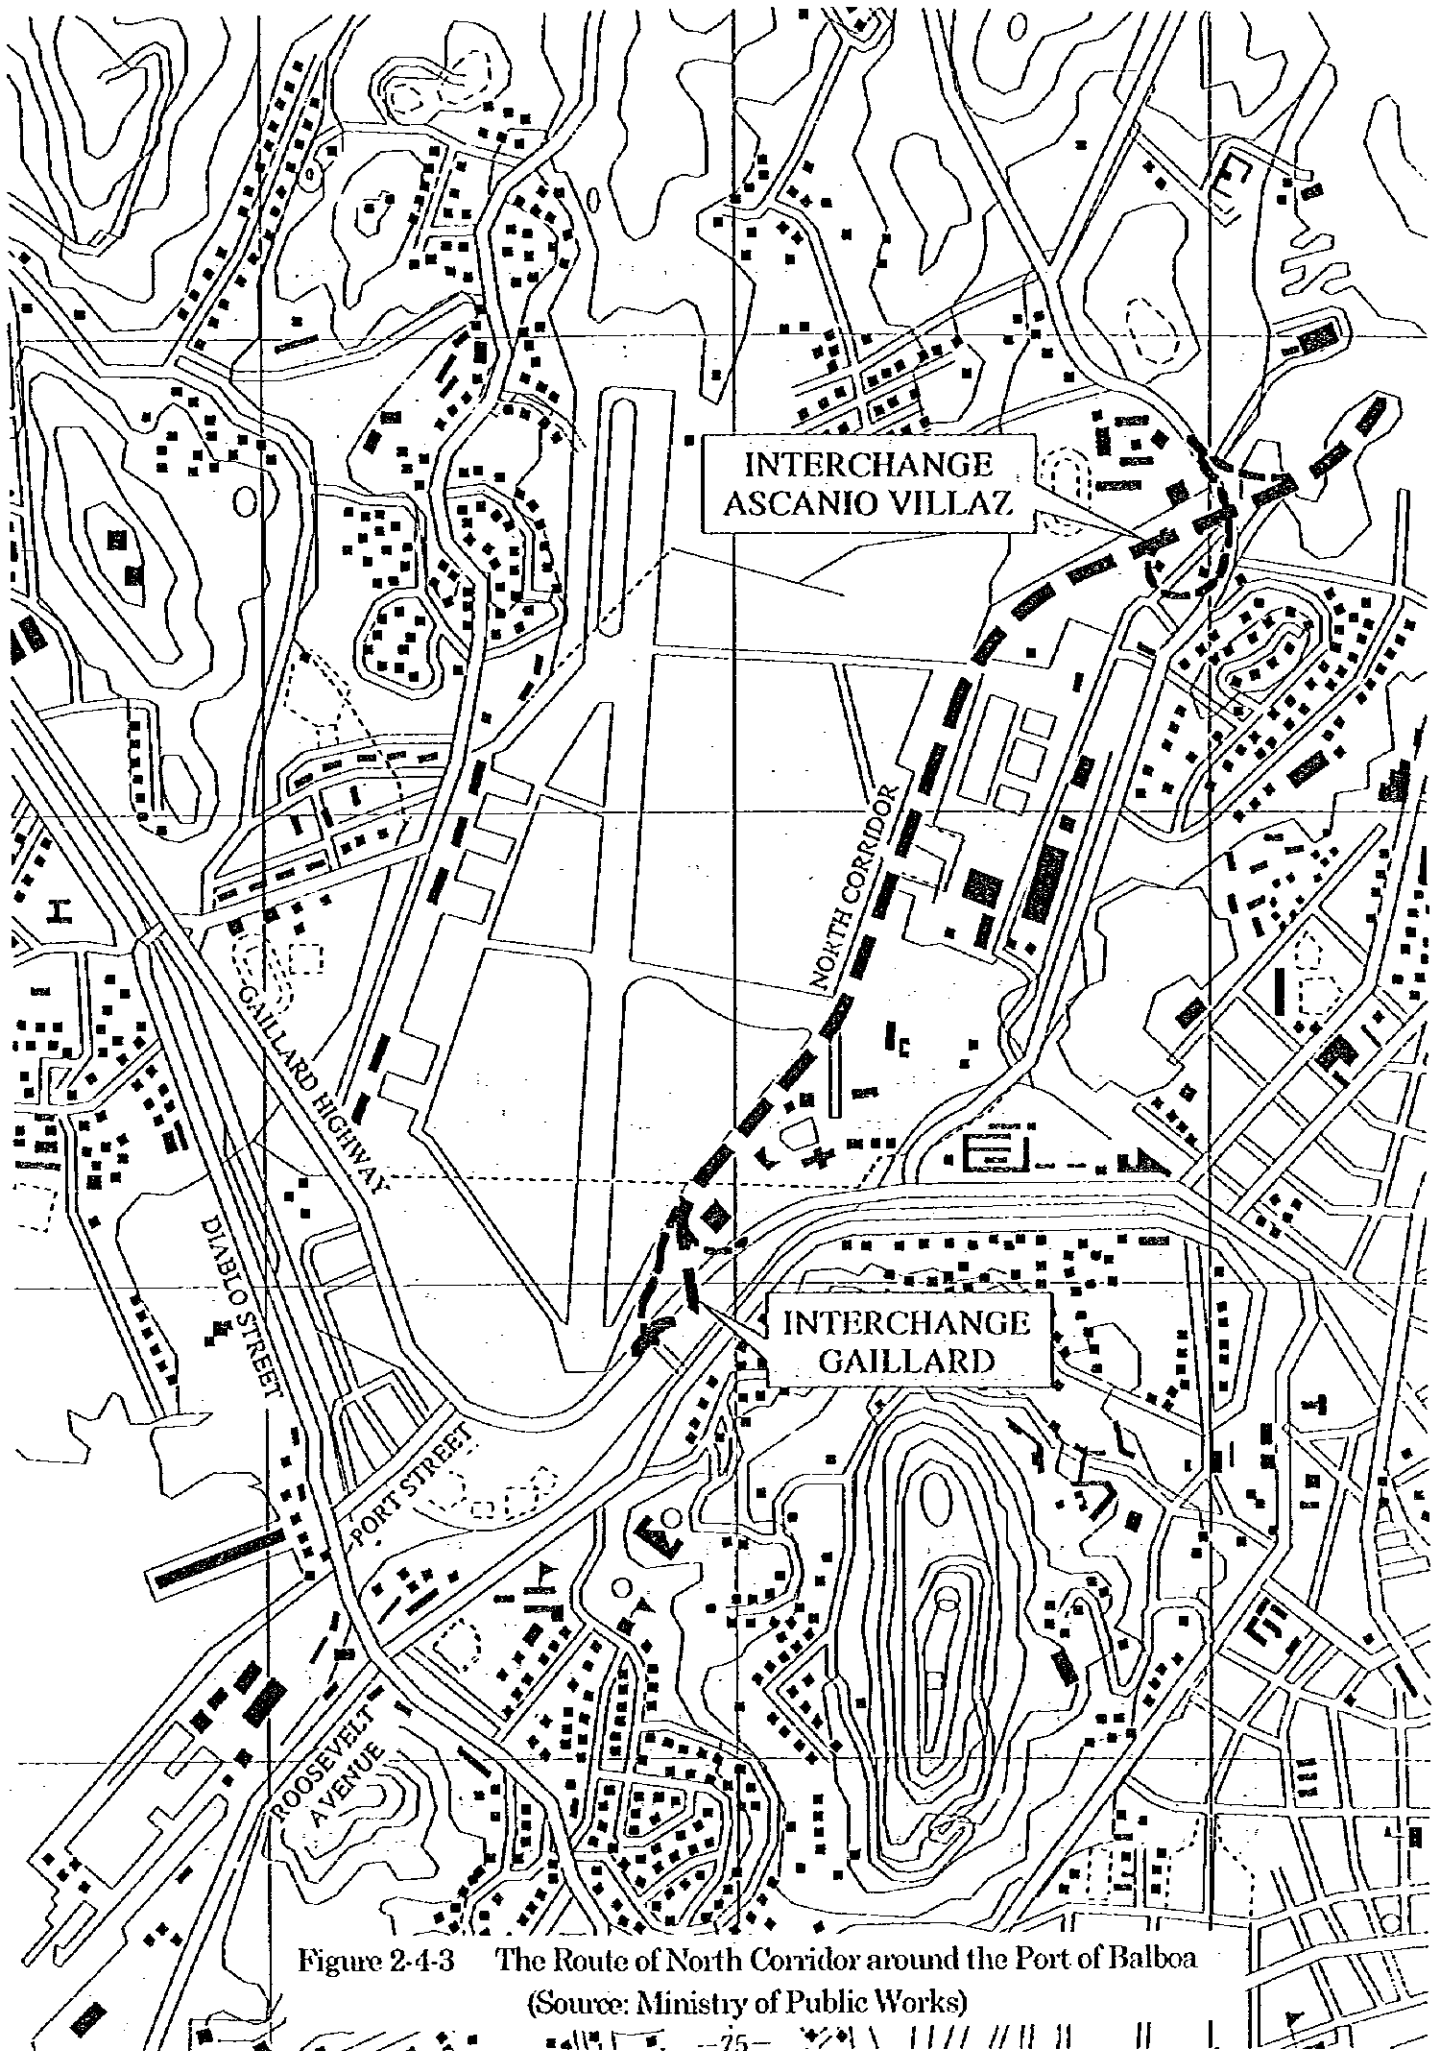 INTERCHANGE
ASCANIO VILLAZ
NORTH CORRIDOR
GAILLARD HIGHWAY
DIABLO STREET
INTERCHANGE
GAILLARD
PORT STREET
ROOSEVELT
AVENUE
Figure 2-4-3 The Route of North Corridor around the Port of Balboa
(Source: Ministry of Public Works)
—75—